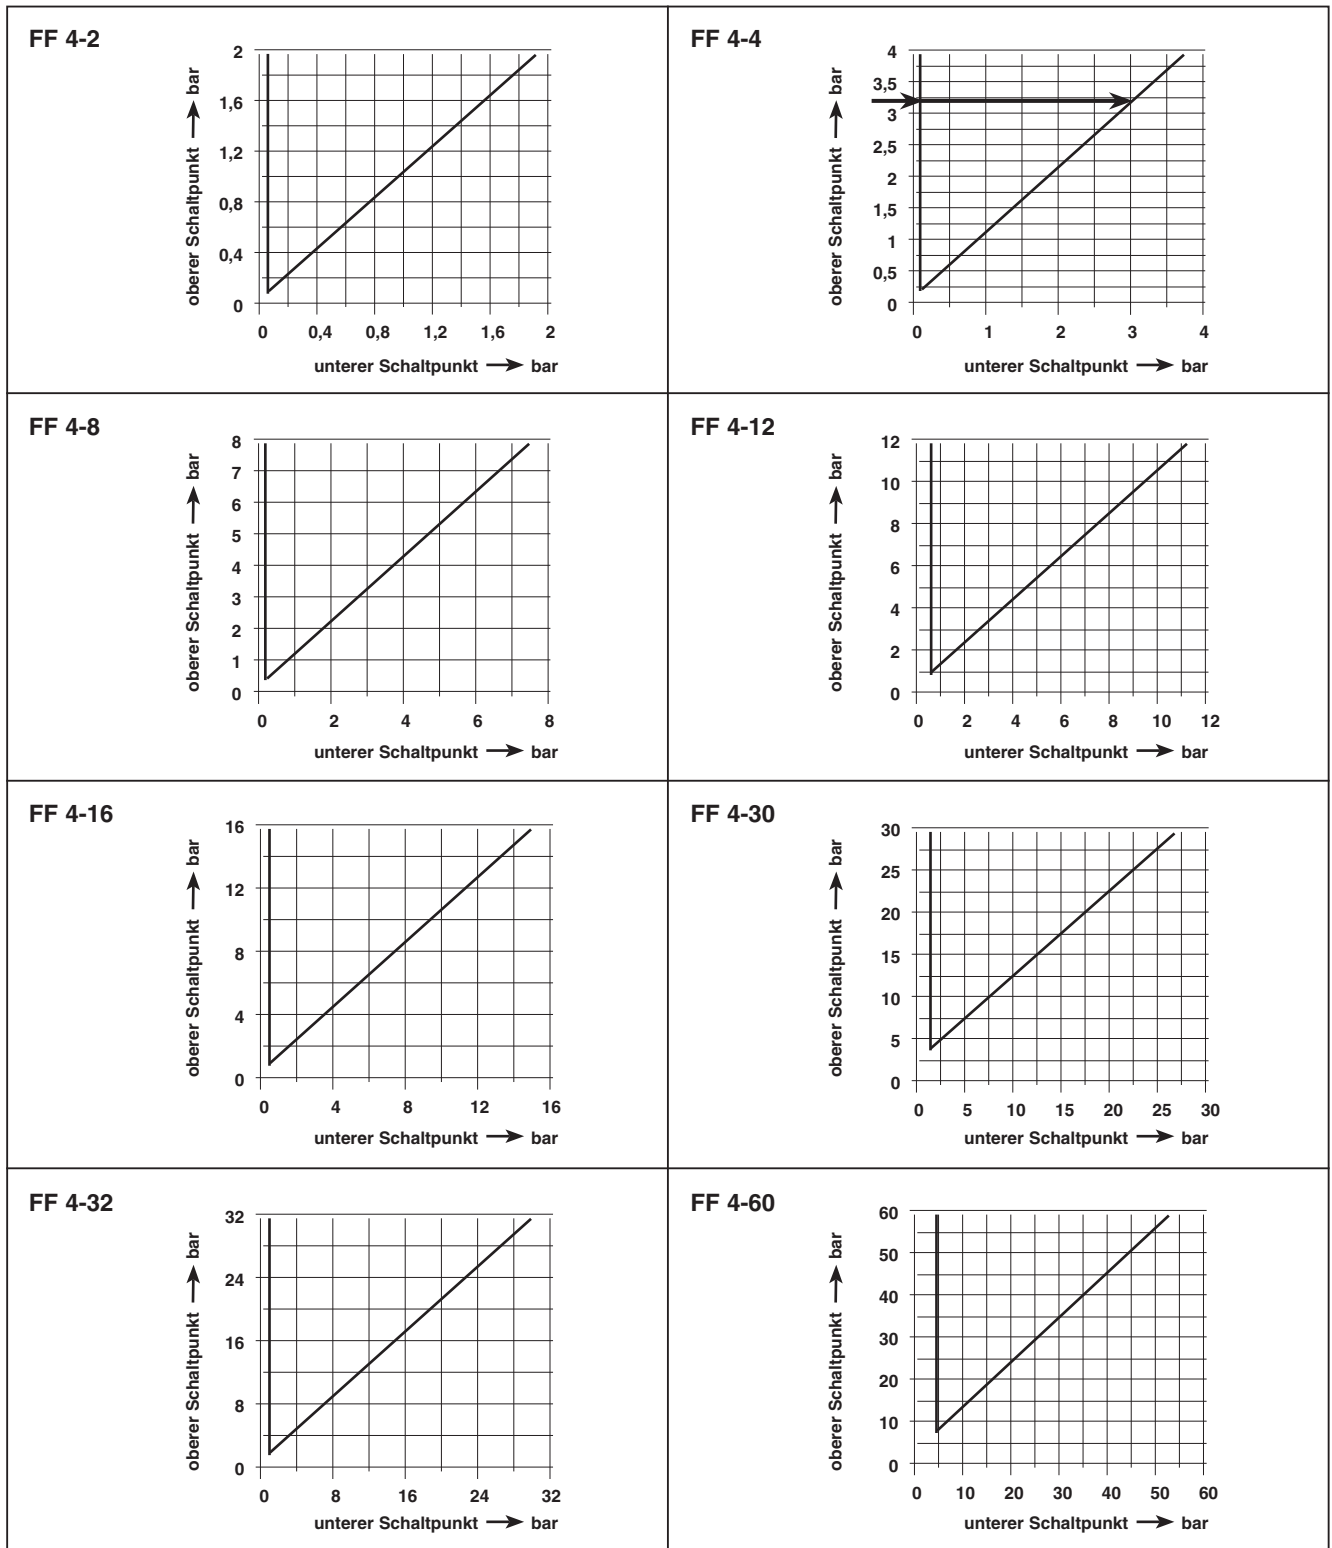 FF 4-2
oberer Schaltpunkt → bar
2
1,6
1,2
0,8
0,4
0
0 0,4 0,8 1,2 1,6 2
unterer Schaltpunkt → bar
FF 4-4
oberer Schaltpunkt → bar
4
3,5
3
2,5
2
1,5
1
0,5
0
0 1 2 3 4
unterer Schaltpunkt → bar
FF 4-8
oberer Schaltpunkt → bar
8
7
6
5
4
3
2
1
0
0 2 4 6 8
unterer Schaltpunkt → bar
FF 4-12
oberer Schaltpunkt → bar
12
10
8
6
4
2
0
0 2 4 6 8 10 12
unterer Schaltpunkt → bar
FF 4-16
oberer Schaltpunkt → bar
16
12
8
4
0
0 4 8 12 16
unterer Schaltpunkt → bar
FF 4-30
oberer Schaltpunkt → bar
30
25
20
15
10
5
0
0 5 10 15 20 25 30
unterer Schaltpunkt → bar
FF 4-32
oberer Schaltpunkt → bar
32
24
16
8
0
0 8 16 24 32
unterer Schaltpunkt → bar
FF 4-60
oberer Schaltpunkt → bar
60
50
40
30
20
10
0
0 10 20 30 40 50 60
unterer Schaltpunkt → bar